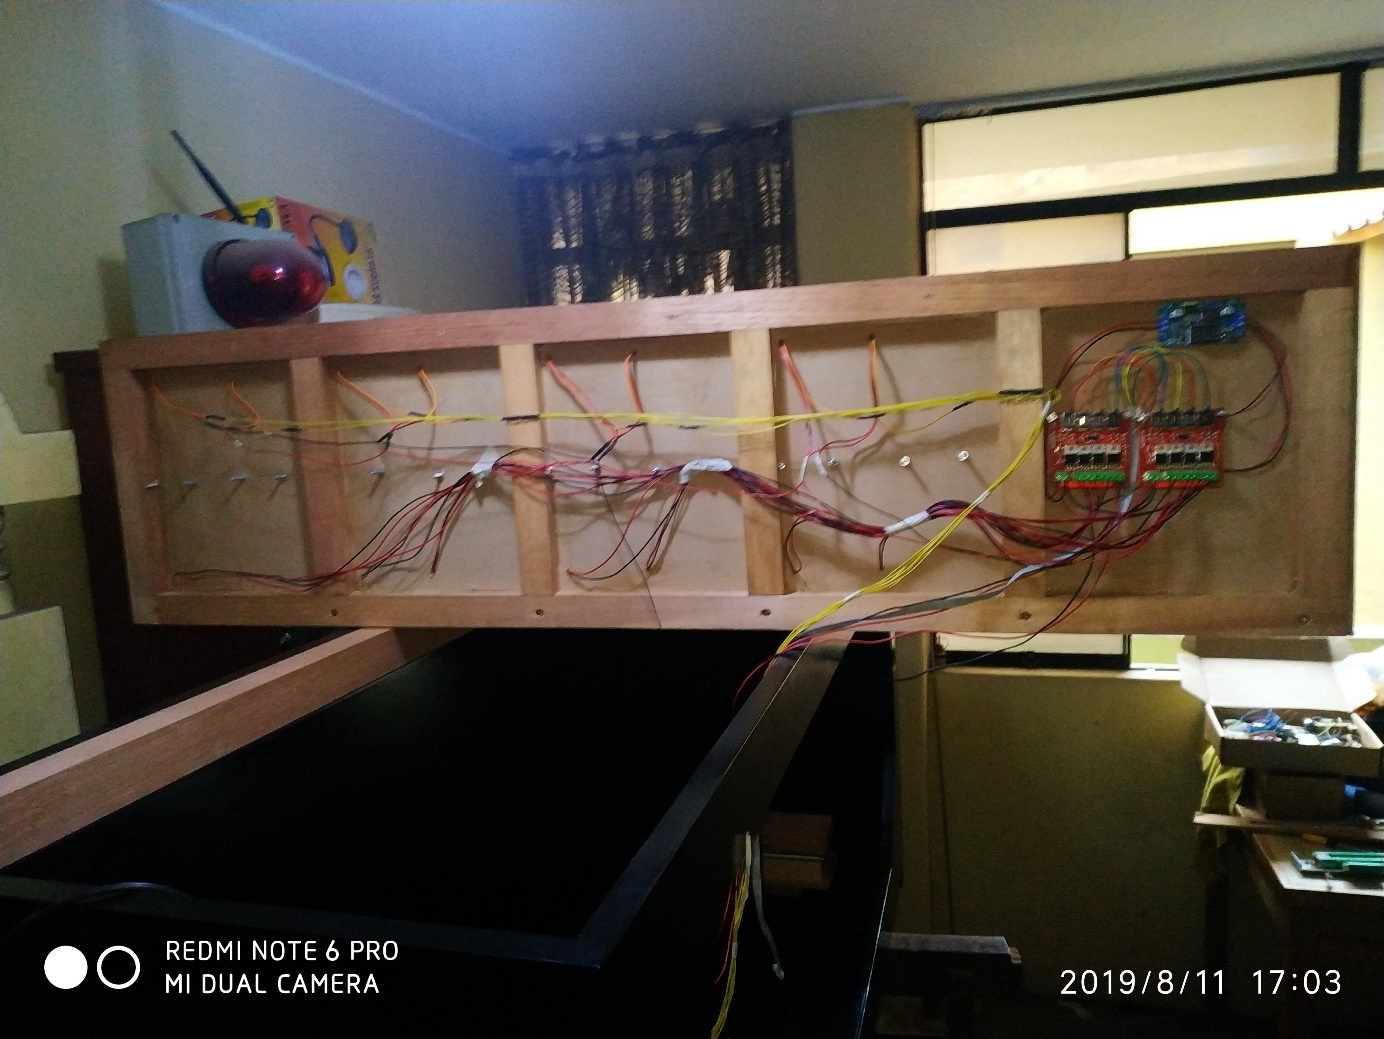 REDMI NOTE 6 PRO
MI DUAL CAMERA
2019/8/11 17:03